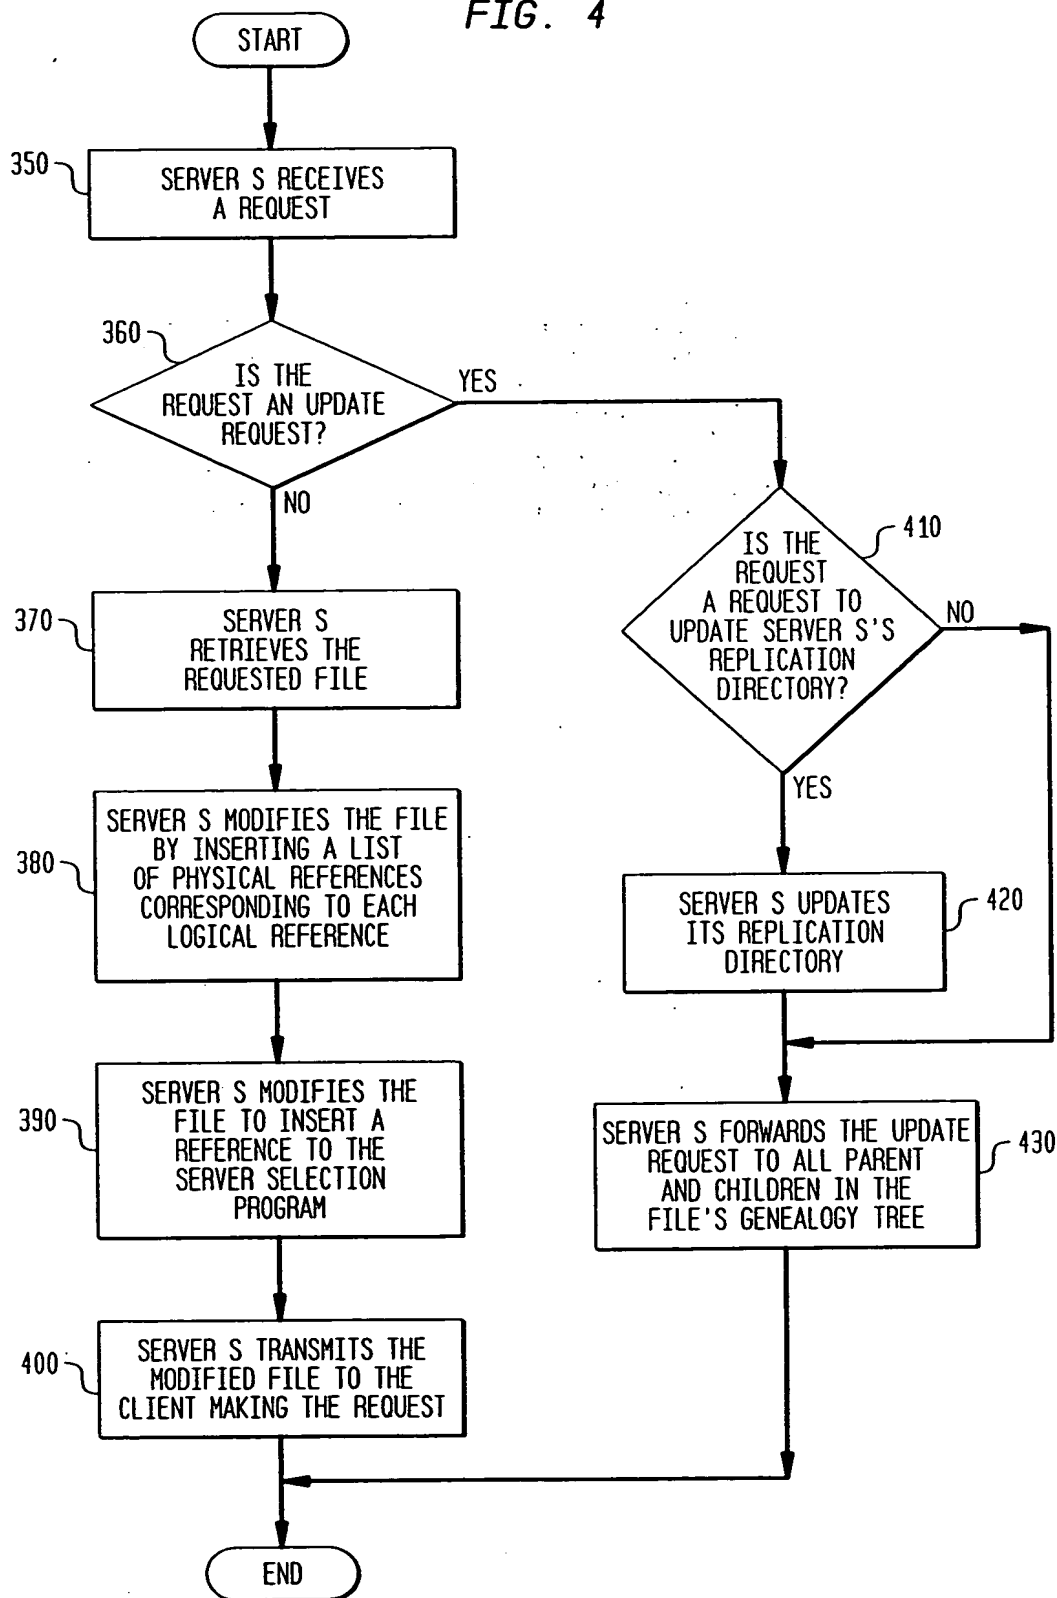 FIG. 4
START
350
SERVER S RECEIVES
A REQUEST
360
IS THE
REQUEST AN UPDATE
REQUEST?
YES
NO
370
SERVER S
RETRIEVES THE
REQUESTED FILE
380
SERVER S MODIFIES THE FILE
BY INSERTING A LIST
OF PHYSICAL REFERENCES
CORRESPONDING TO EACH
LOGICAL REFERENCE
390
SERVER S MODIFIES THE
FILE TO INSERT A
REFERENCE TO THE
SERVER SELECTION
PROGRAM
400
SERVER S TRANSMITS THE
MODIFIED FILE TO THE
CLIENT MAKING THE REQUEST
410
IS THE
REQUEST
A REQUEST TO
UPDATE SERVER S'S
REPLICATION
DIRECTORY?
NO
YES
420
SERVER S UPDATES
ITS REPLICATION
DIRECTORY
430
SERVER S FORWARDS THE UPDATE
REQUEST TO ALL PARENT
AND CHILDREN IN THE
FILE'S GENEALOGY TREE
END